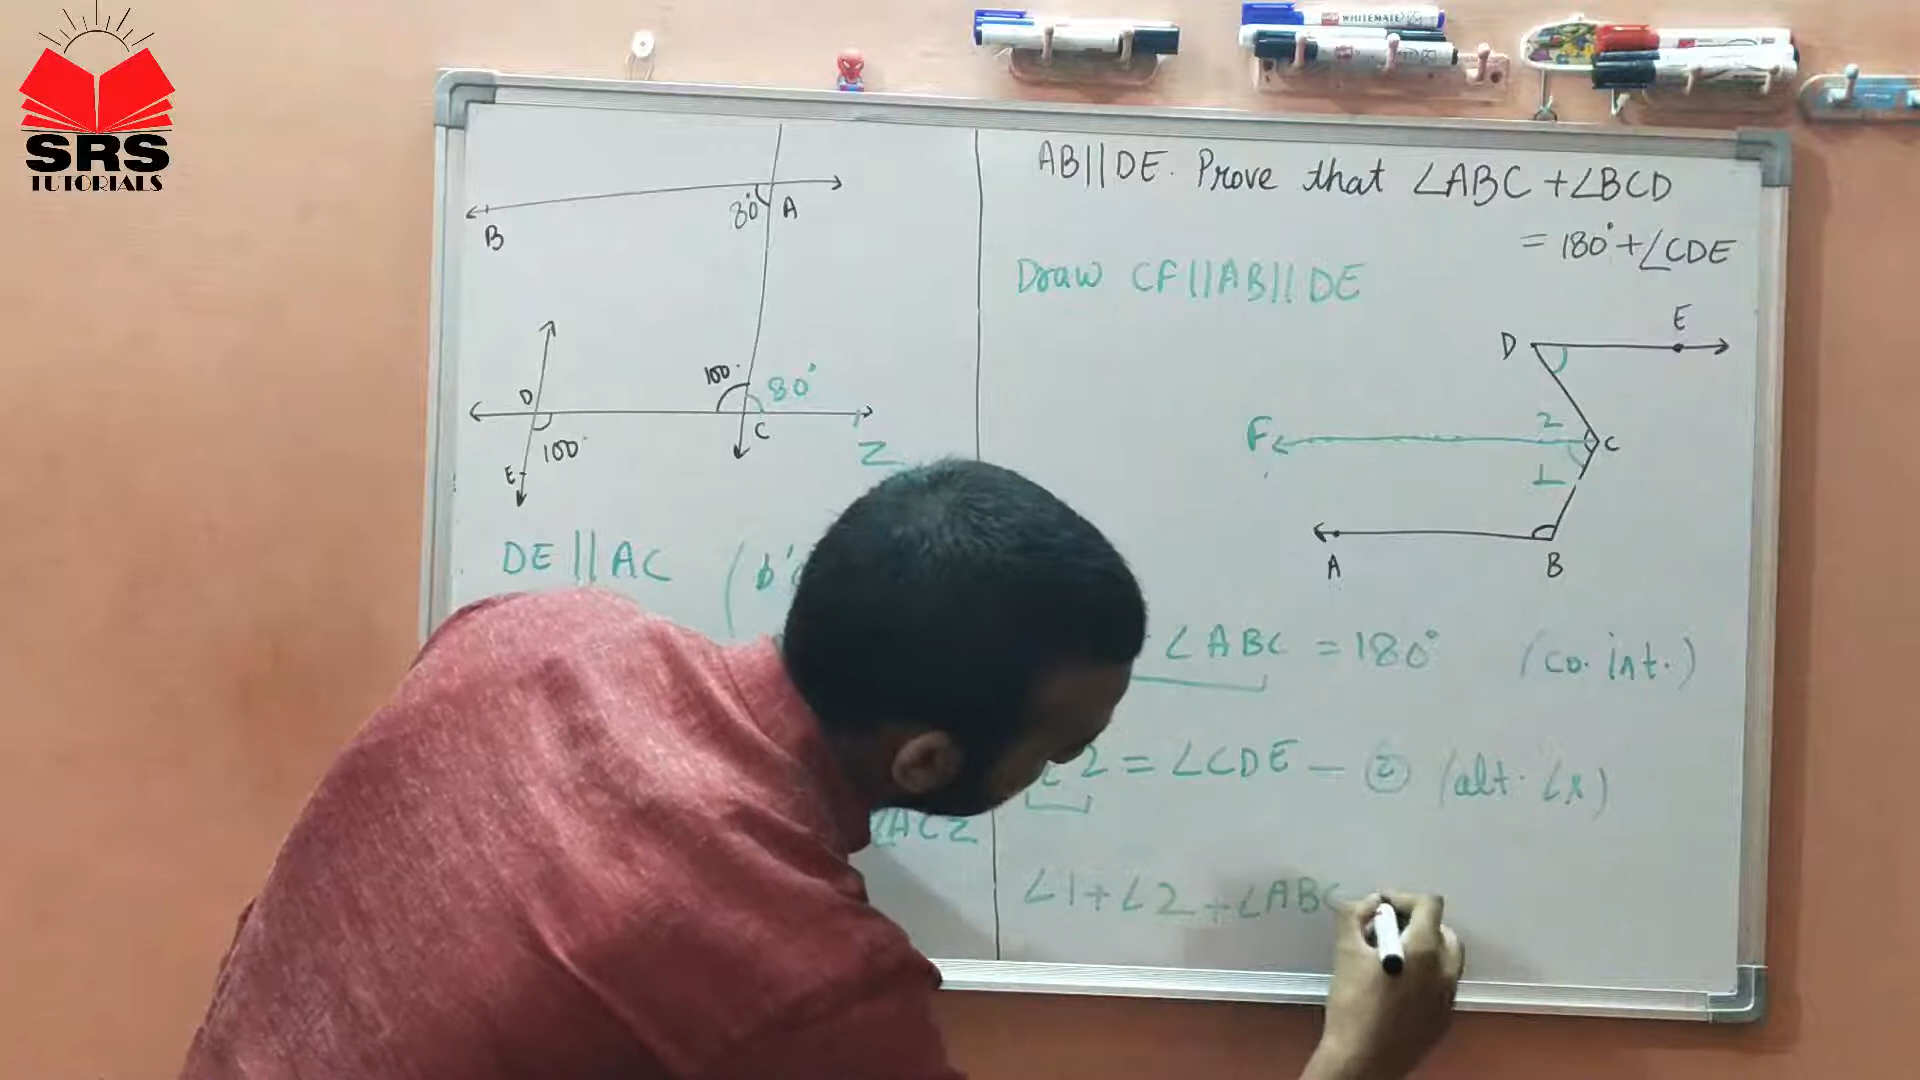 SRS
TUTORIALS
WHITEMATE
B
80°
A
D
100°
80°
C
Z
E
100°
DE||AC
∠ACZ
AB||DE. Prove that ∠ABC+∠BCD
= 180°+∠CDE
Draw CF||AB||DE
D
E
F
2
C
1
A
B
∠ABC = 180° (co. int.)
2 = ∠CDE — ② (alt. ∠s)
∠1+∠2+∠ABC